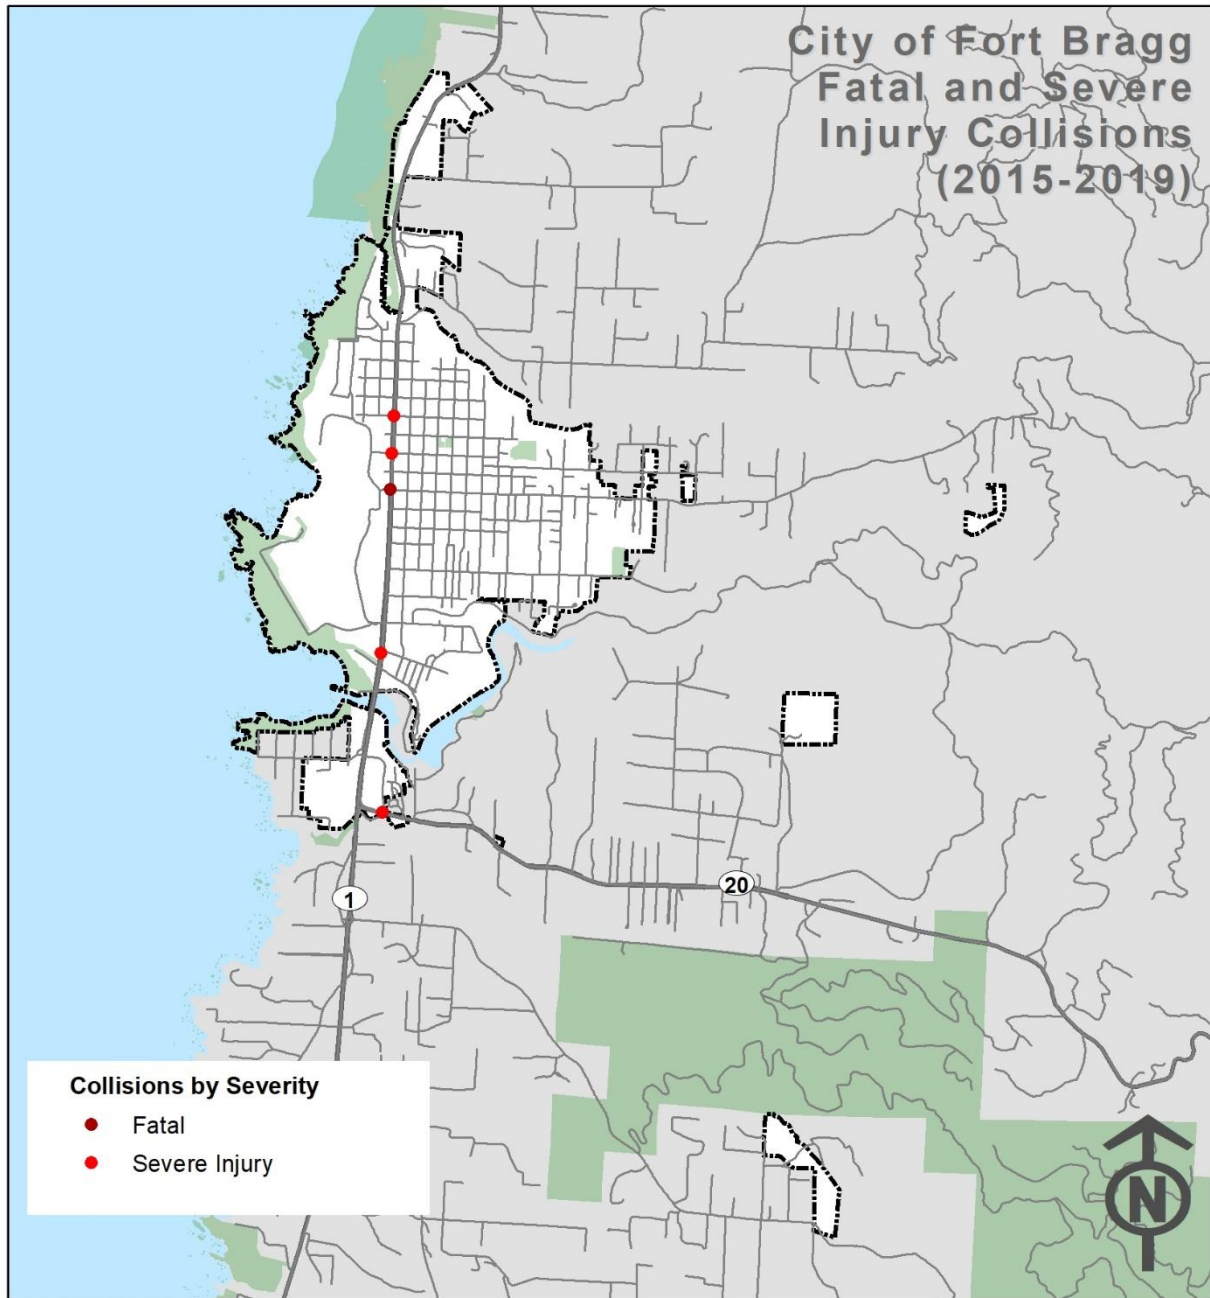 City of Fort Bragg
Fatal and Severe
Injury Collisions
(2015-2019)
20
1
Collisions by Severity
Fatal
Severe Injury
N